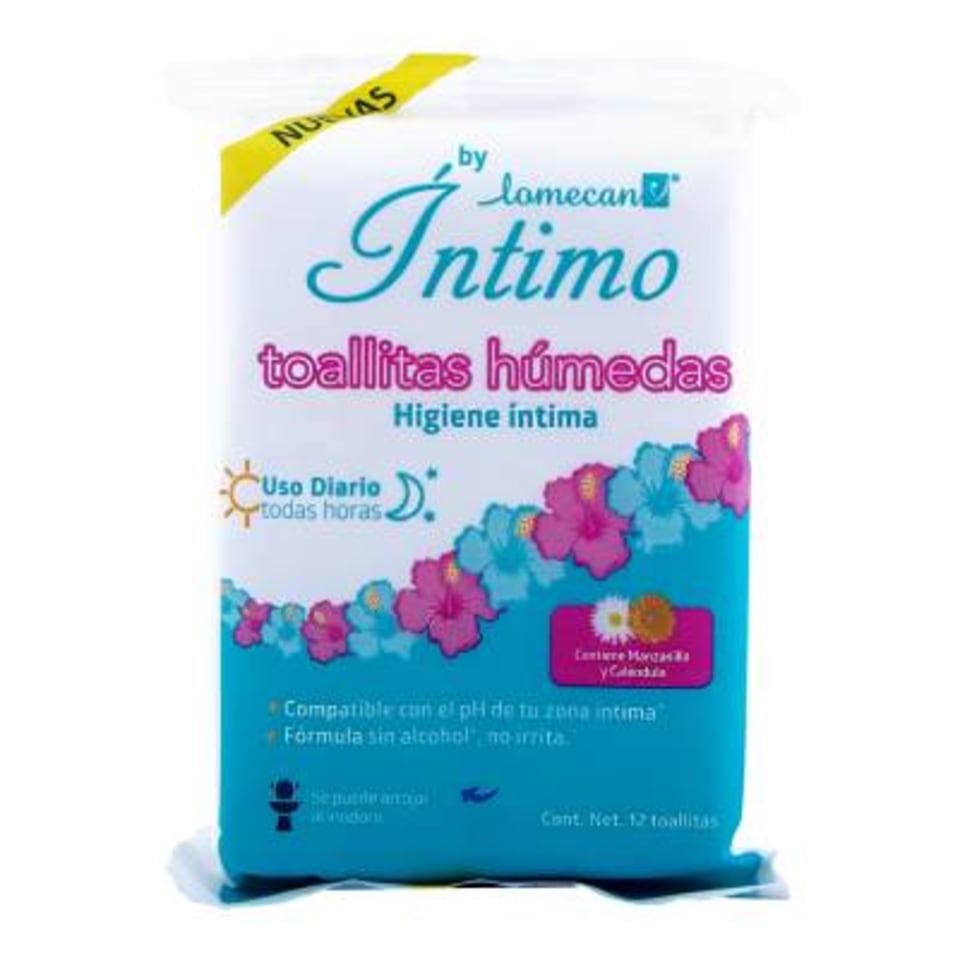 NUEVAS
by
lomecan
Íntimo
toallitas húmedas
Higiene íntima
Uso Diario
todas horas
Contiene Manzanilla
y Caléndula
Compatible con el pH de tu zona íntima*
Fórmula sin alcohol*, no irrita.
Se puede arrojar
al inodoro
Cont. Net. 12 toallitas